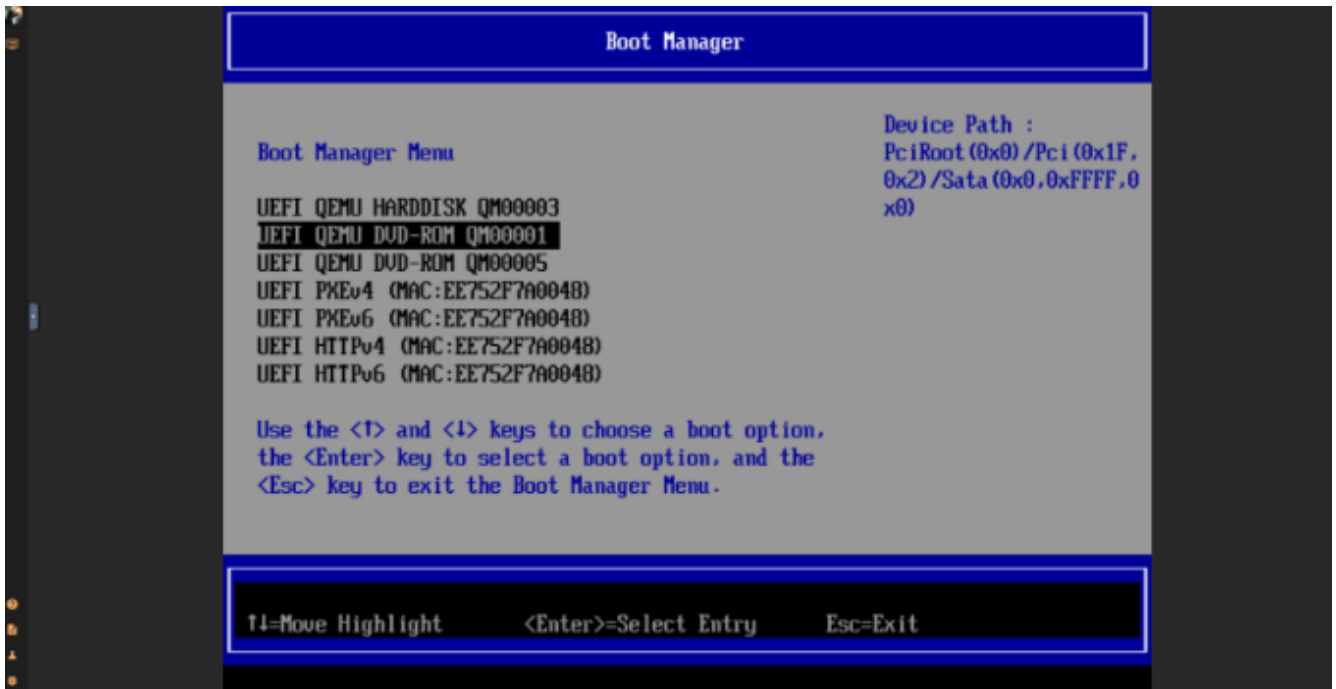 Boot Manager
Boot Manager Menu
UEFI QEMU HARDDISK QM00003
UEFI QEMU DVD-ROM QM00001
UEFI QEMU DVD-ROM QM00005
UEFI PXEv4 (MAC:EE752F7A0048)
UEFI PXEv6 (MAC:EE752F7A0048)
UEFI HTTPv4 (MAC:EE752F7A0048)
UEFI HTTPv6 (MAC:EE752F7A0048)
Use the <↑> and <↓> keys to choose a boot option,
the <Enter> key to select a boot option, and the
<Esc> key to exit the Boot Manager Menu.
Device Path :
PciRoot(0x0)/Pci(0x1F,
0x2)/Sata(0x0,0xFFFF,0
x0)
↑↓=Move Highlight <Enter>=Select Entry Esc=Exit